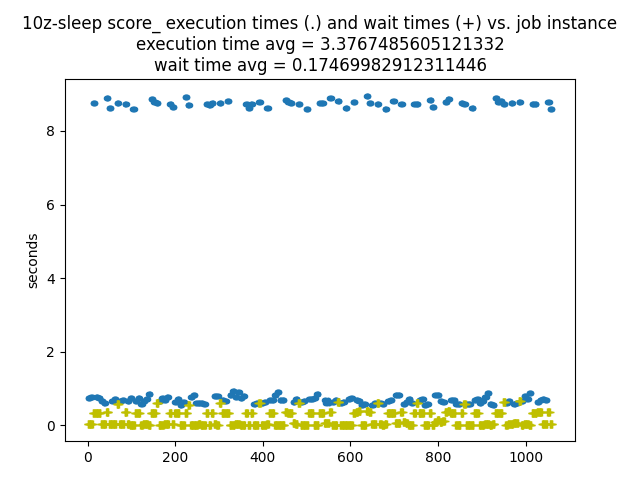 10z-sleep score_ execution times (.) and wait times (+) vs. job instance
execution time avg = 3.3767485605121332
wait time avg = 0.17469982912311446
8
6
4
2
0
seconds
0 200 400 600 800 1000